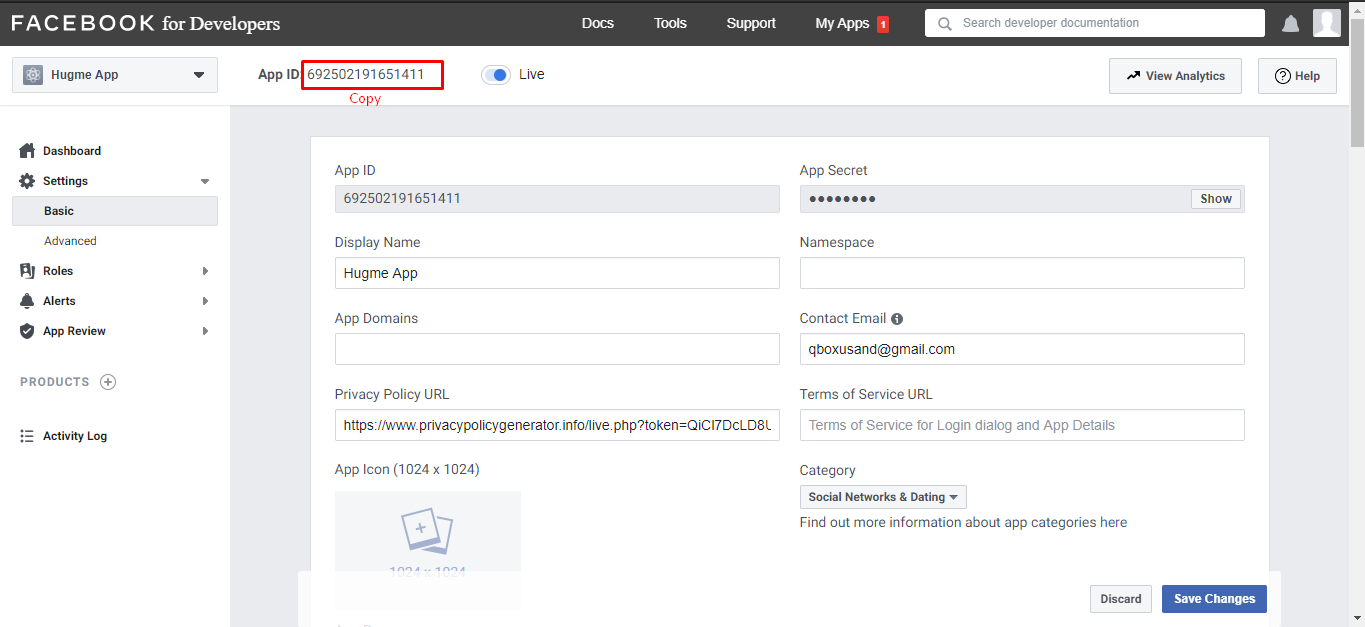 FACEBOOK for Developers
Docs
Tools
Support
My Apps 1
Search developer documentation
Hugme App
App ID: 692502191651411
Live
View Analytics
Help
Copy
Dashboard
Settings
Basic
Advanced
Roles
Alerts
App Review
PRODUCTS
Activity Log
App ID
692502191651411
App Secret
●●●●●●●●
Show
Display Name
Hugme App
Namespace
App Domains
Contact Email
qboxusand@gmail.com
Privacy Policy URL
https://www.privacypolicygenerator.info/live.php?token=QiCI7DcLD8U
Terms of Service URL
Terms of Service for Login dialog and App Details
App Icon (1024 x 1024)
1024 x 1024
Category
Social Networks & Dating
Find out more information about app categories here
Discard
Save Changes